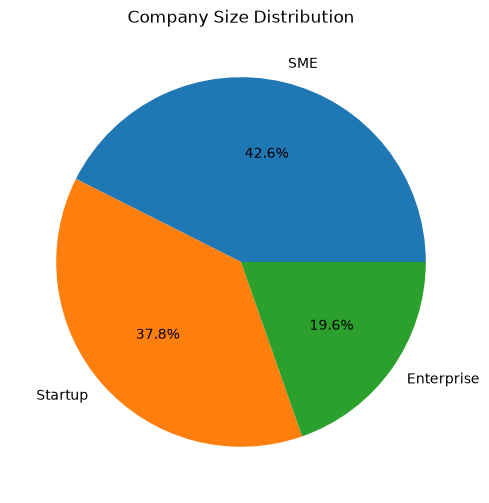 Company Size Distribution
SME
42.6%
37.8%
19.6%
Startup
Enterprise